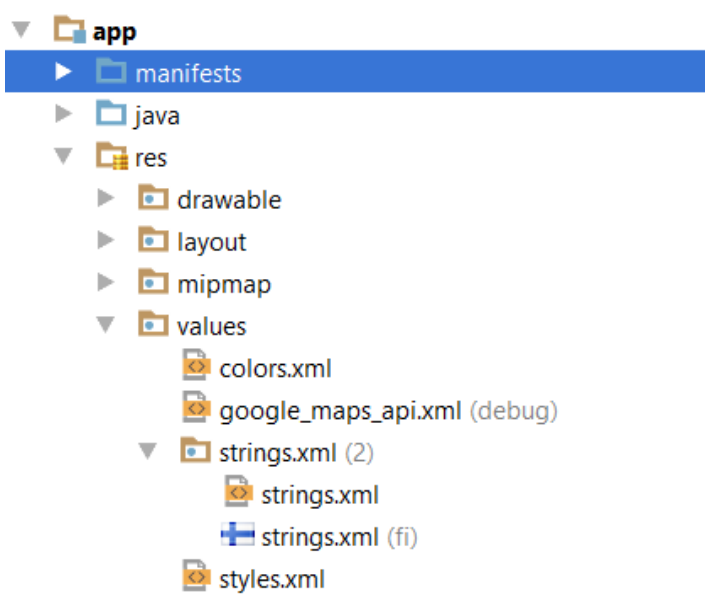 app
manifests
java
res
drawable
layout
mipmap
values
colors.xml
google_maps_api.xml (debug)
strings.xml (2)
strings.xml
strings.xml (fi)
styles.xml